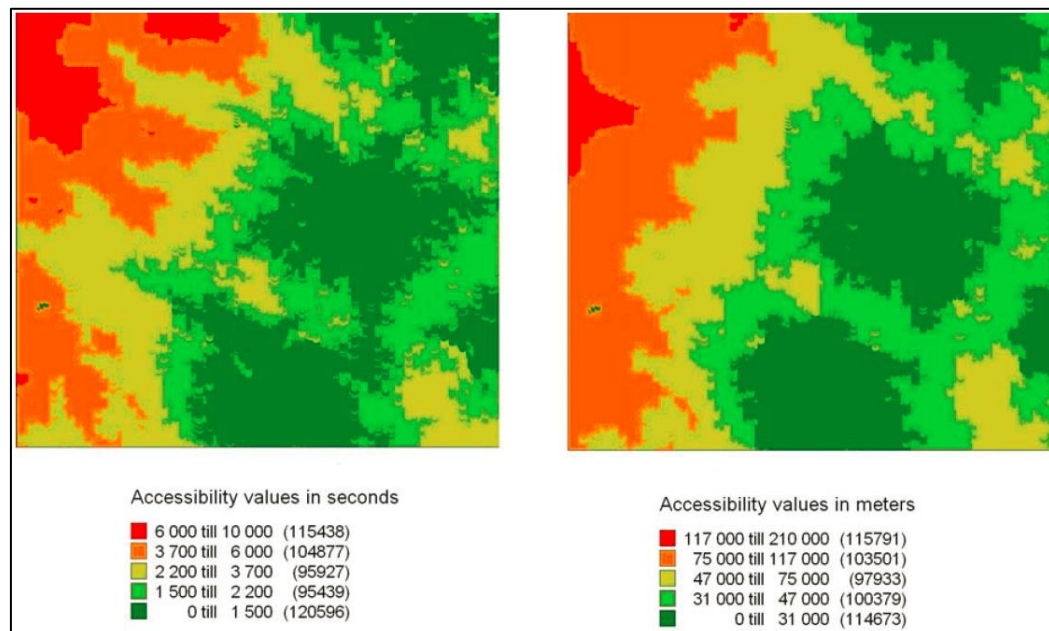 Accessibility values in seconds
6 000 till 10 000 (115438)
3 700 till 6 000 (104877)
2 200 till 3 700 (95927)
1 500 till 2 200 (95439)
0 till 1 500 (120596)
Accessibility values in meters
117 000 till 210 000 (115791)
75 000 till 117 000 (103501)
47 000 till 75 000 (97933)
31 000 till 47 000 (100379)
0 till 31 000 (114673)